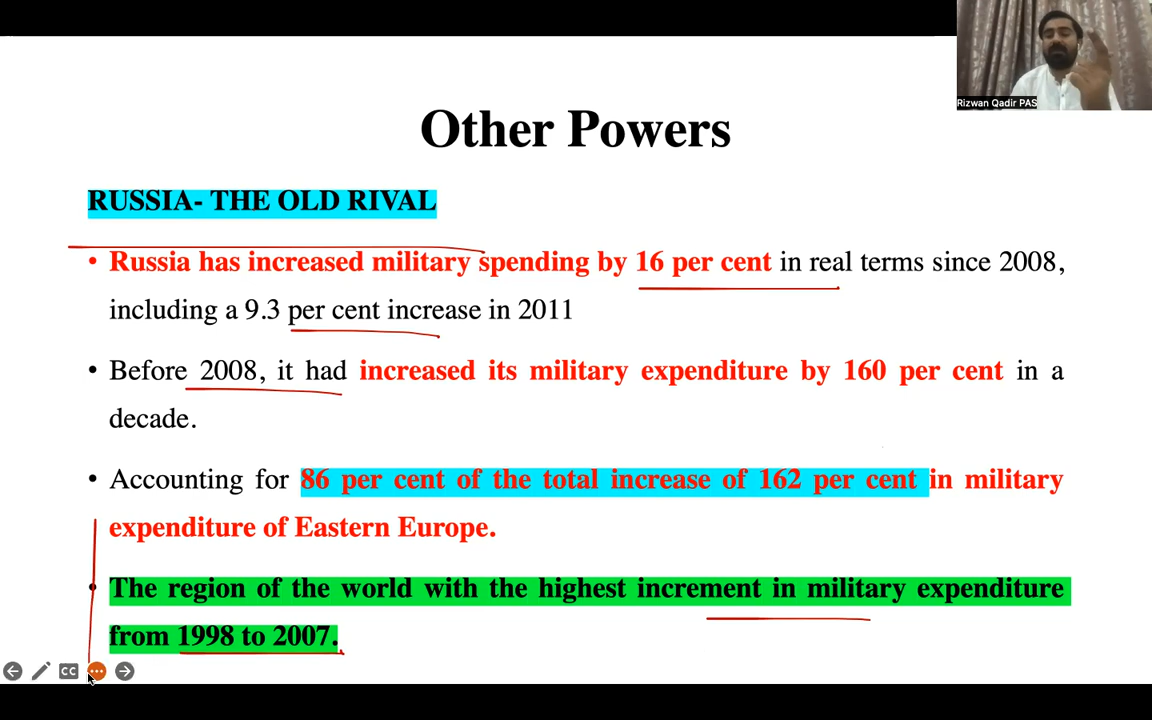 Rizwan Qadir PAS
Other Powers
RUSSIA- THE OLD RIVAL
• Russia has increased military spending by 16 per cent in real terms since 2008,
including a 9.3 per cent increase in 2011
• Before 2008, it had increased its military expenditure by 160 per cent in a
decade.
• Accounting for 86 per cent of the total increase of 162 per cent in military
expenditure of Eastern Europe.
• The region of the world with the highest increment in military expenditure
from 1998 to 2007.
CC